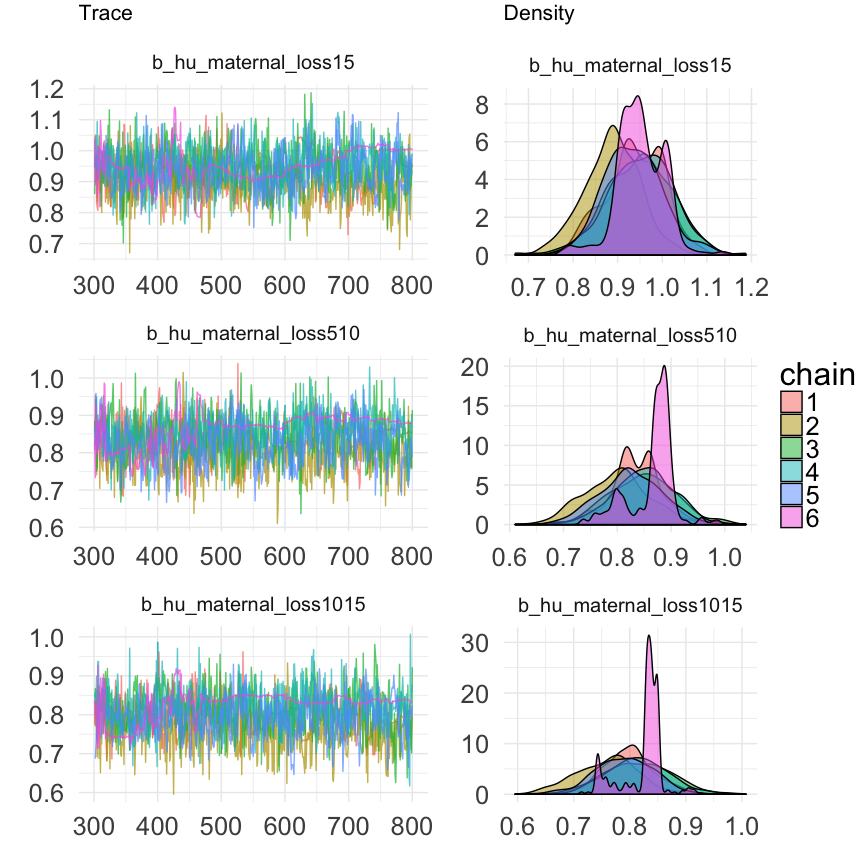 Trace
Density
b_hu_maternal_loss15
b_hu_maternal_loss15
1.2
1.1
1.0
0.9
0.8
0.7
8
6
4
2
0
300 400 500 600 700 800
0.7 0.8 0.9 1.0 1.1 1.2
b_hu_maternal_loss510
b_hu_maternal_loss510
1.0
0.9
0.8
0.7
0.6
20
15
10
5
0
300 400 500 600 700 800
0.6 0.7 0.8 0.9 1.0
chain
1
2
3
4
5
6
b_hu_maternal_loss1015
b_hu_maternal_loss1015
1.0
0.9
0.8
0.7
0.6
30
20
10
0
300 400 500 600 700 800
0.6 0.7 0.8 0.9 1.0